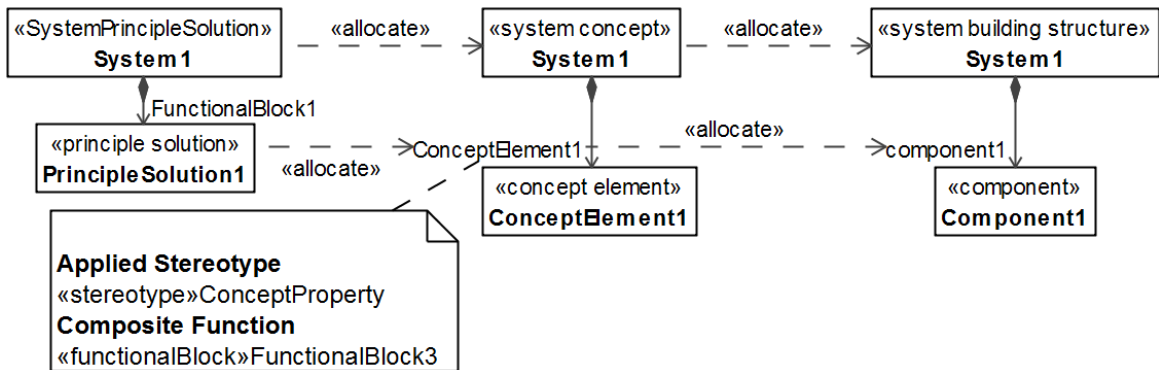 «SystemPrincipleSolution»
System1
«allocate»
«system concept»
System1
«allocate»
«system building structure»
System1
FunctionalBlock1
«principle solution»
PrincipleSolution1
«allocate»
ConceptElement1
«allocate»
component1
«concept element»
ConceptElement1
«component»
Component1
Applied Stereotype
«stereotype»ConceptProperty
Composite Function
«functionalBlock»FunctionalBlock3